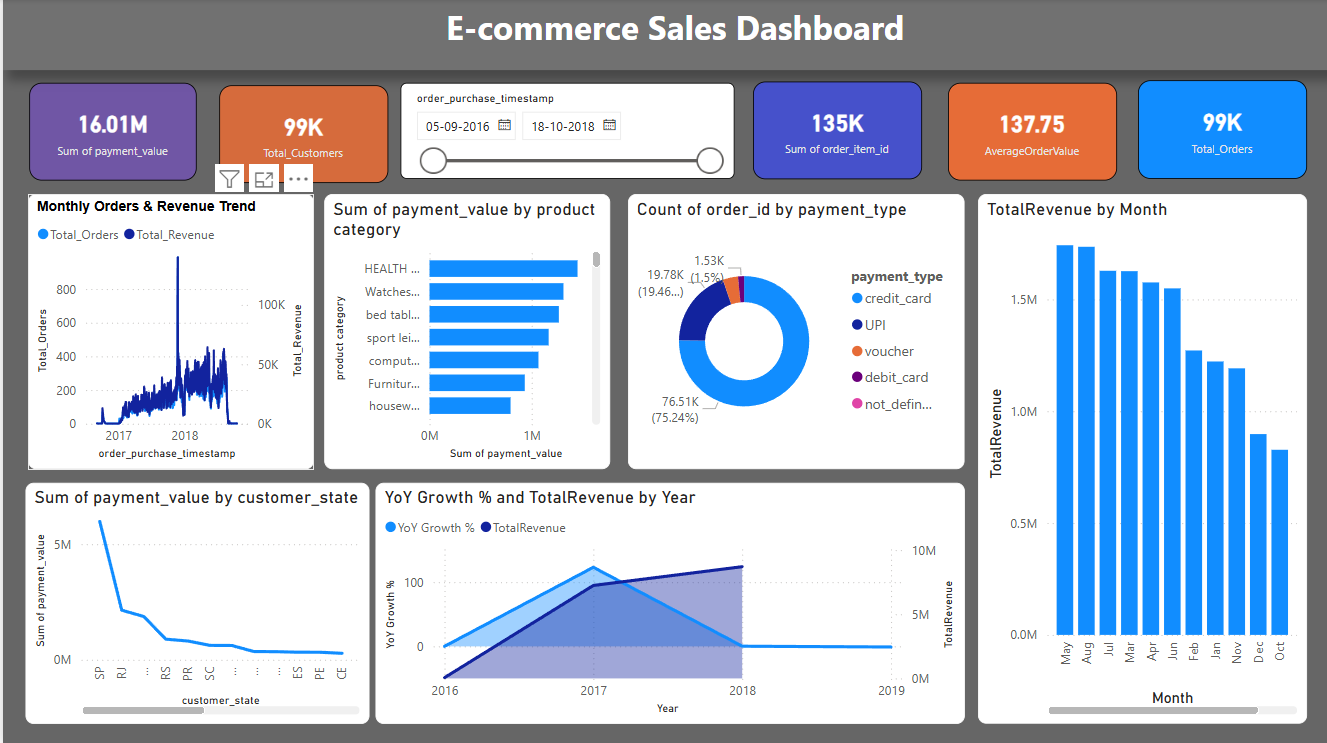 E-commerce Sales Dashboard
16.01M
Sum of payment_value
99K
Total_Customers
order_purchase_timestamp
05-09-2016
18-10-2018
135K
Sum of order_item_id
137.75
AverageOrderValue
99K
Total_Orders
Monthly Orders & Revenue Trend
Total_Orders
Total_Revenue
800
600
400
200
0
Total_Orders
100K
50K
0K
Total_Revenue
2017
2018
order_purchase_timestamp
Sum of payment_value by product
category
product category
HEALTH ...
Watches...
bed tabl...
sport lei...
comput...
Furnitur...
housew...
0M
1M
Sum of payment_value
Count of order_id by payment_type
1.53K
(1.5%)
19.78K
(19.46...)
76.51K
(75.24%)
payment_type
credit_card
UPI
voucher
debit_card
not_defin...
TotalRevenue by Month
TotalRevenue
1.5M
1.0M
0.5M
0.0M
May
Aug
Jul
Mar
Apr
Jun
Feb
Jan
Nov
Dec
Oct
Month
Sum of payment_value by customer_state
Sum of payment_value
5M
0M
SP
RJ
...
RS
PR
SC
...
...
...
ES
PE
CE
customer_state
YoY Growth % and TotalRevenue by Year
YoY Growth %
TotalRevenue
YoY Growth %
100
0
10M
5M
0M
TotalRevenue
2016
2017
2018
2019
Year